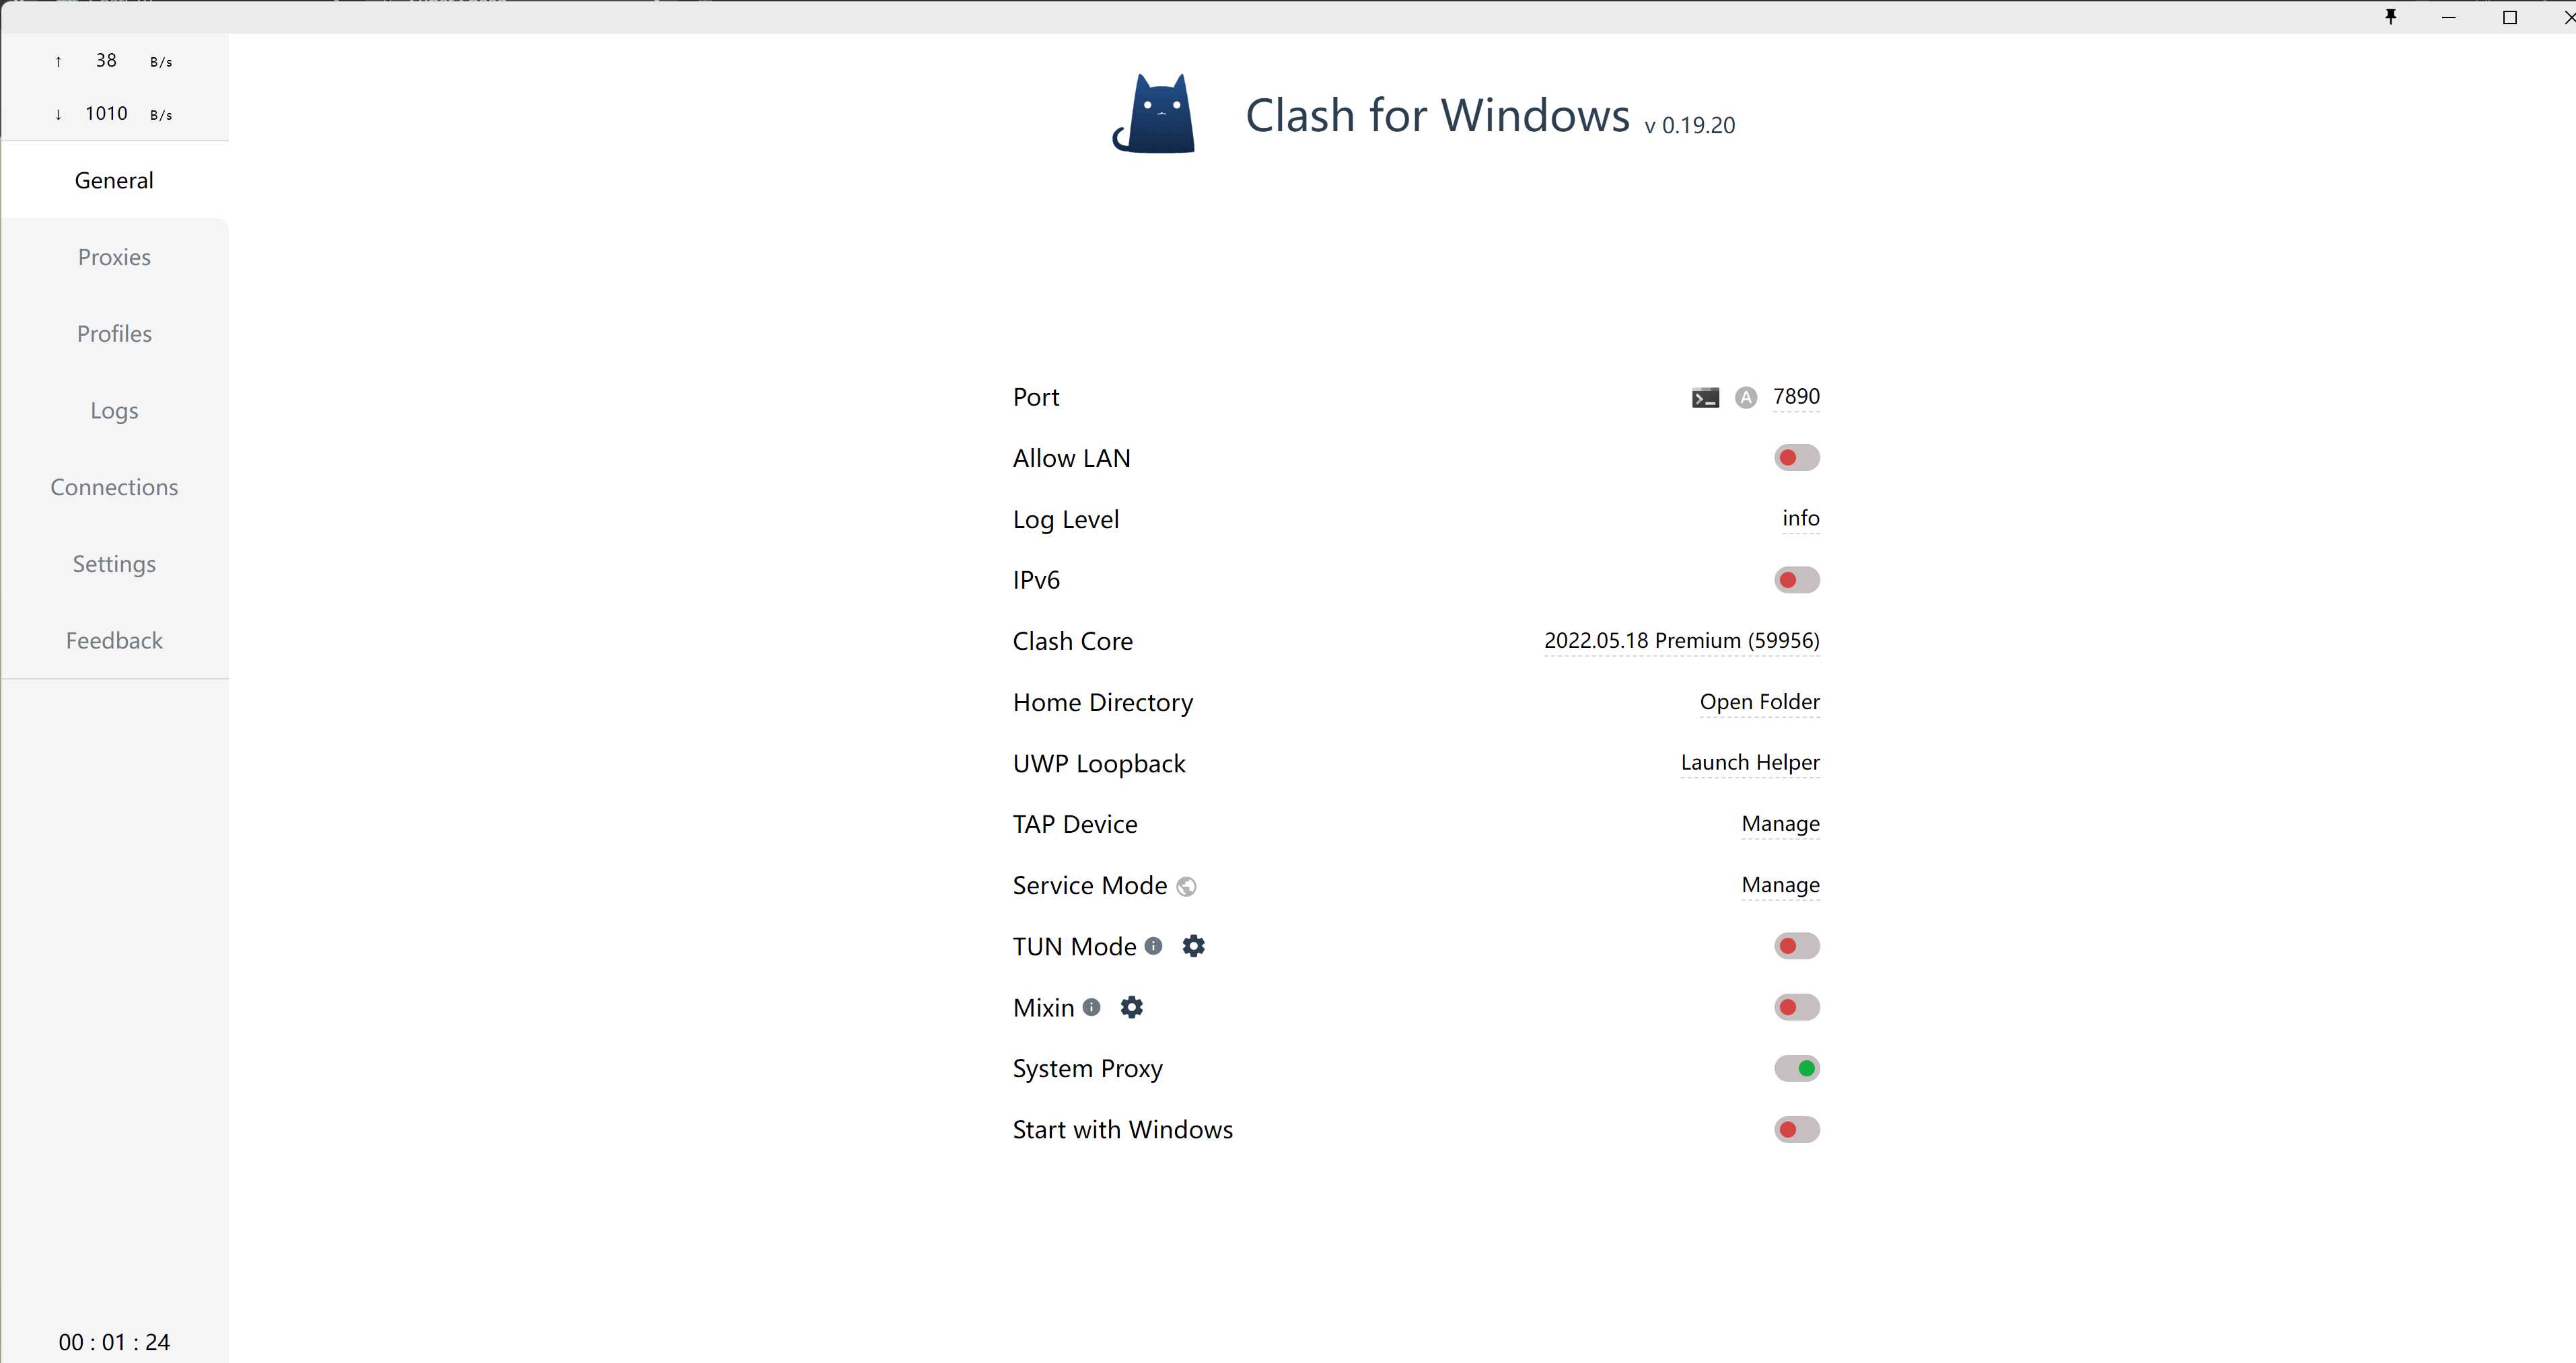 ↑ 38 B/s
↓ 1010 B/s
General
Proxies
Profiles
Logs
Connections
Settings
Feedback
00 : 01 : 24
Clash for Windows v 0.19.20
Port A 7890
Allow LAN
Log Level info
IPv6
Clash Core 2022.05.18 Premium (59956)
Home Directory Open Folder
UWP Loopback Launch Helper
TAP Device Manage
Service Mode Manage
TUN Mode
Mixin
System Proxy
Start with Windows